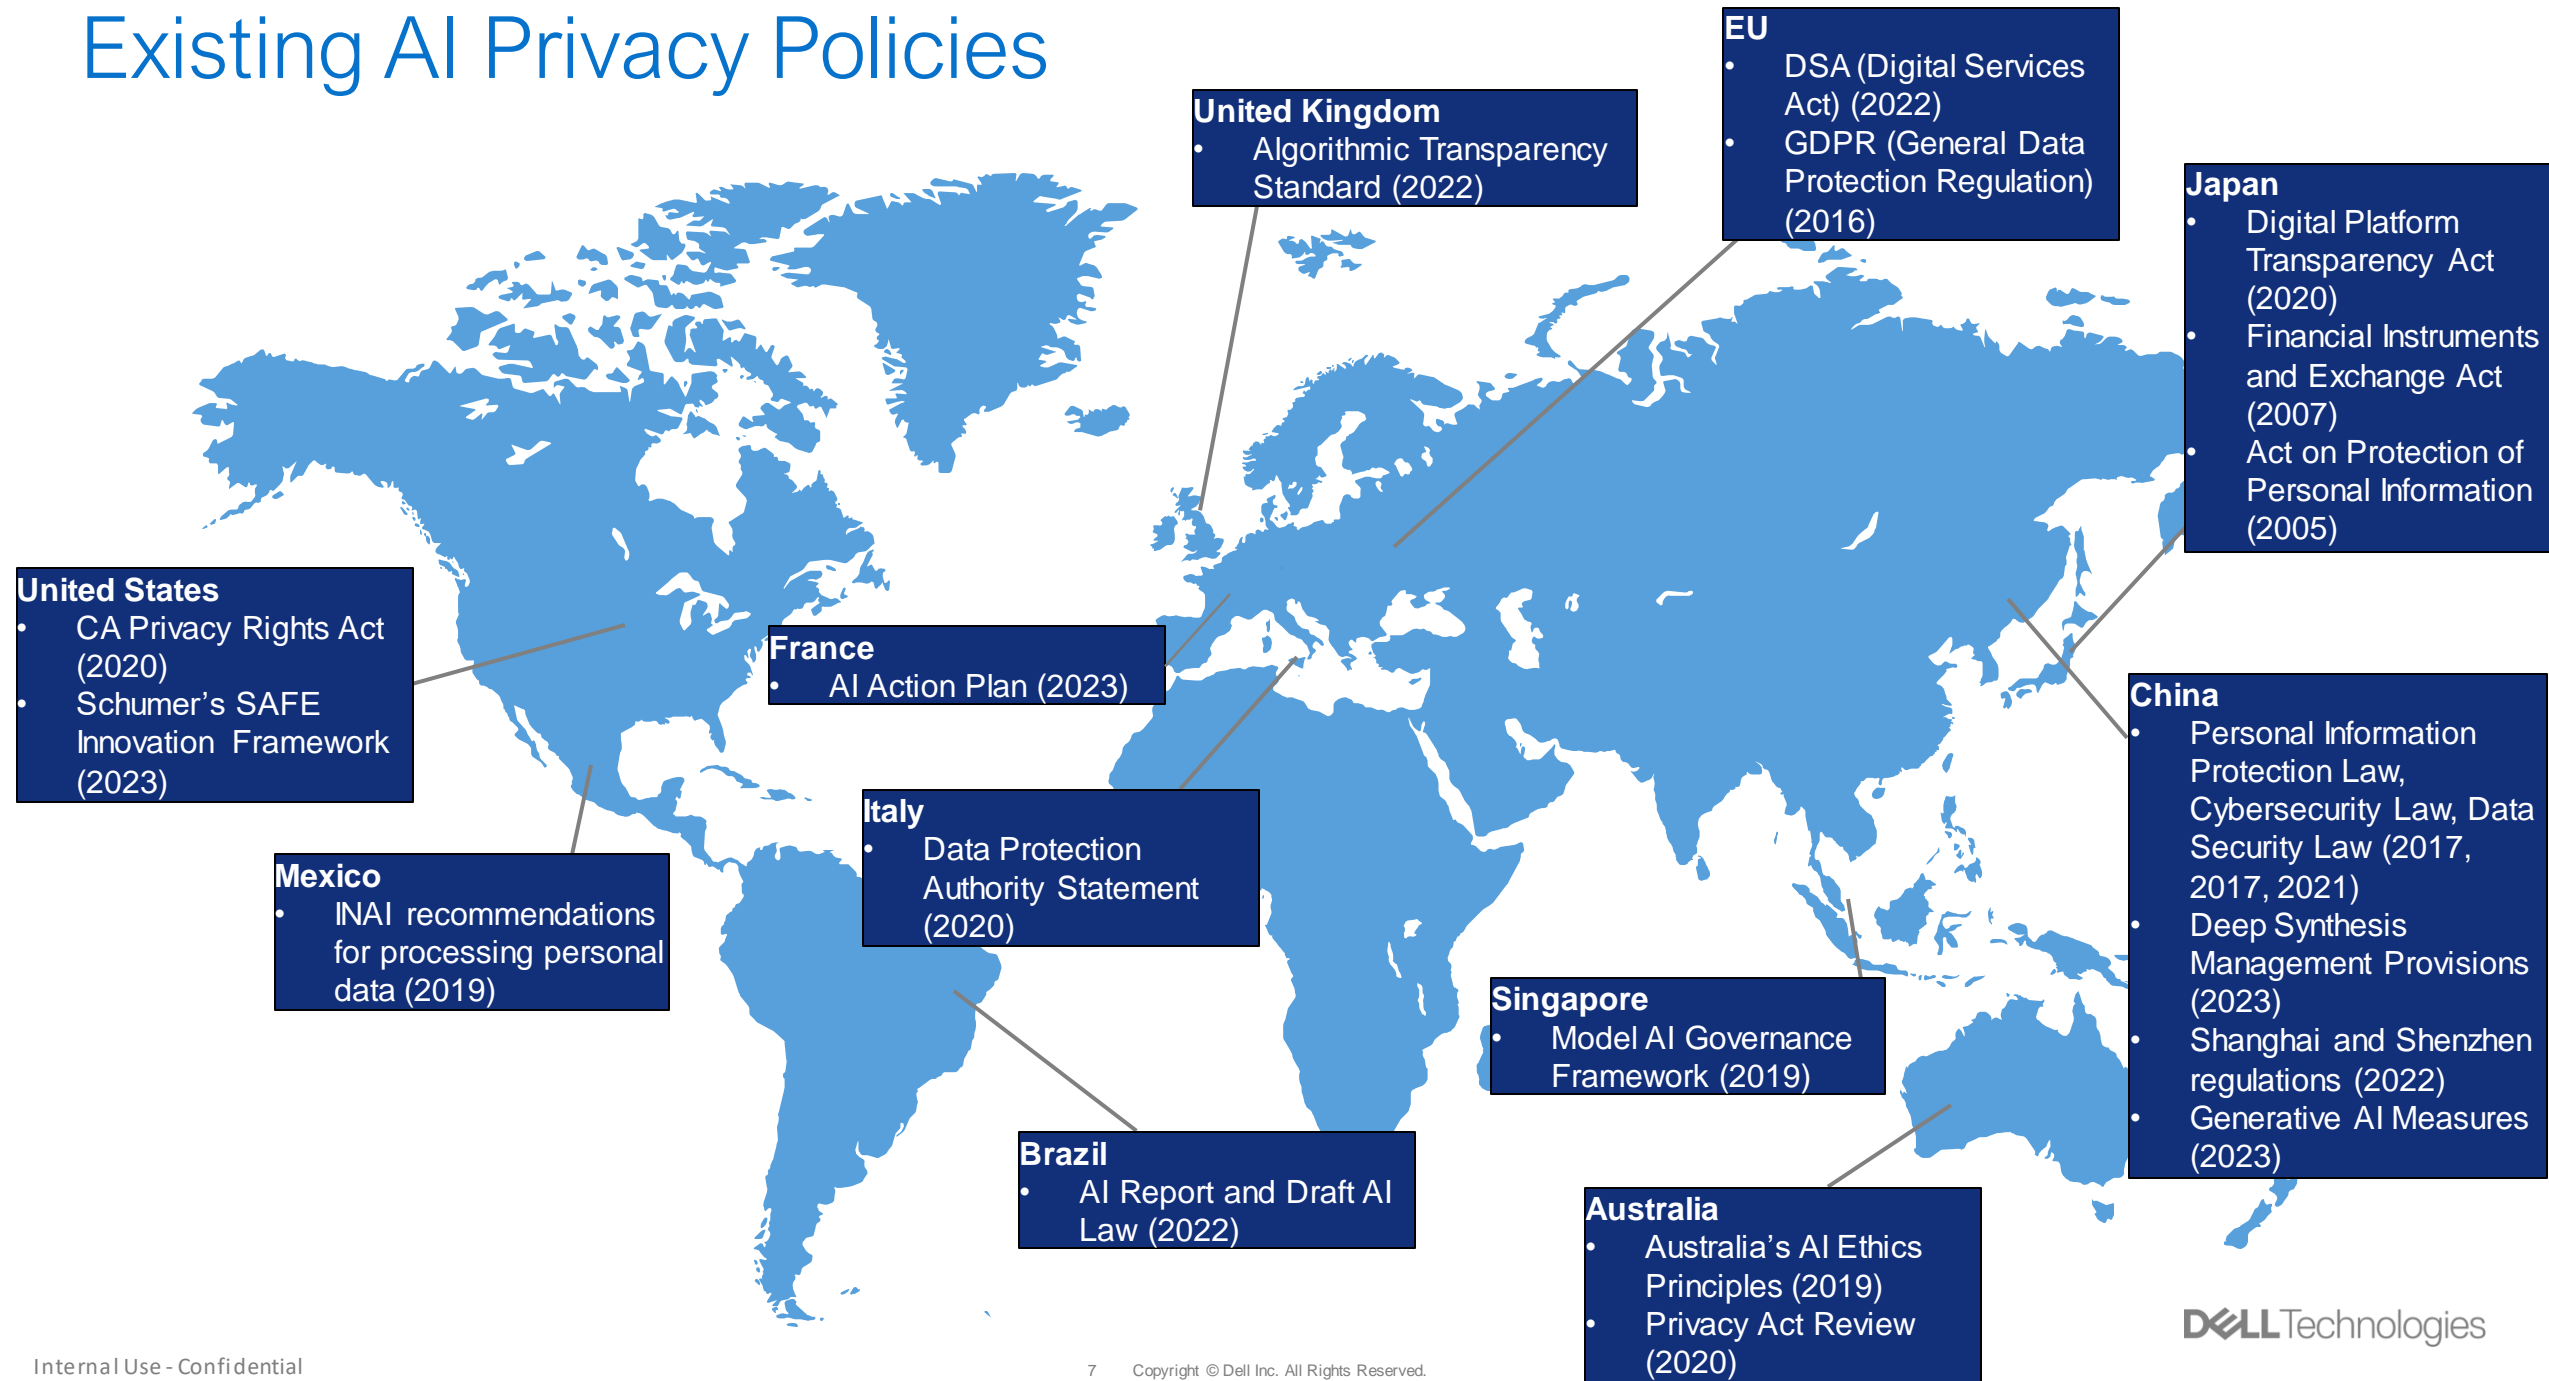 Existing AI Privacy Policies
EU
• DSA (Digital Services
Act) (2022)
• GDPR (General Data
Protection Regulation)
(2016)
United Kingdom
• Algorithmic Transparency
Standard (2022)
Japan
• Digital Platform
Transparency Act
(2020)
• Financial Instruments
and Exchange Act
(2007)
• Act on Protection of
Personal Information
(2005)
United States
• CA Privacy Rights Act
(2020)
• Schumer’s SAFE
Innovation Framework
(2023)
France
• AI Action Plan (2023)
China
• Personal Information
Protection Law,
Cybersecurity Law, Data
Security Law (2017,
2017, 2021)
• Deep Synthesis
Management Provisions
(2023)
• Shanghai and Shenzhen
regulations (2022)
• Generative AI Measures
(2023)
Italy
• Data Protection
Authority Statement
(2020)
Mexico
• INAI recommendations
for processing personal
data (2019)
Singapore
• Model AI Governance
Framework (2019)
Brazil
• AI Report and Draft AI
Law (2022)
Australia
• Australia’s AI Ethics
Principles (2019)
• Privacy Act Review
(2020)
DELLTechnologies
Internal Use - Confidential
7 Copyright © Dell Inc. All Rights Reserved.